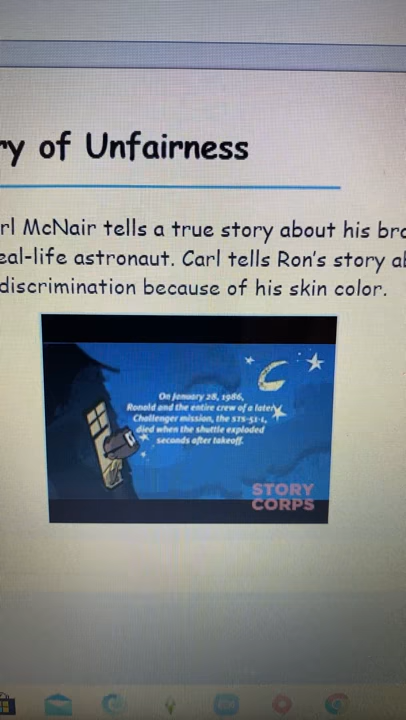 ry of Unfairness
rl McNair tells a true story about his bro
eal-life astronaut. Carl tells Ron's story ab
discrimination because of his skin color.
On January 28, 1986,
Ronald and the entire crew of a later
Challenger mission, the STS-51-L,
died when the shuttle exploded
seconds after takeoff.
STORY
CORPS